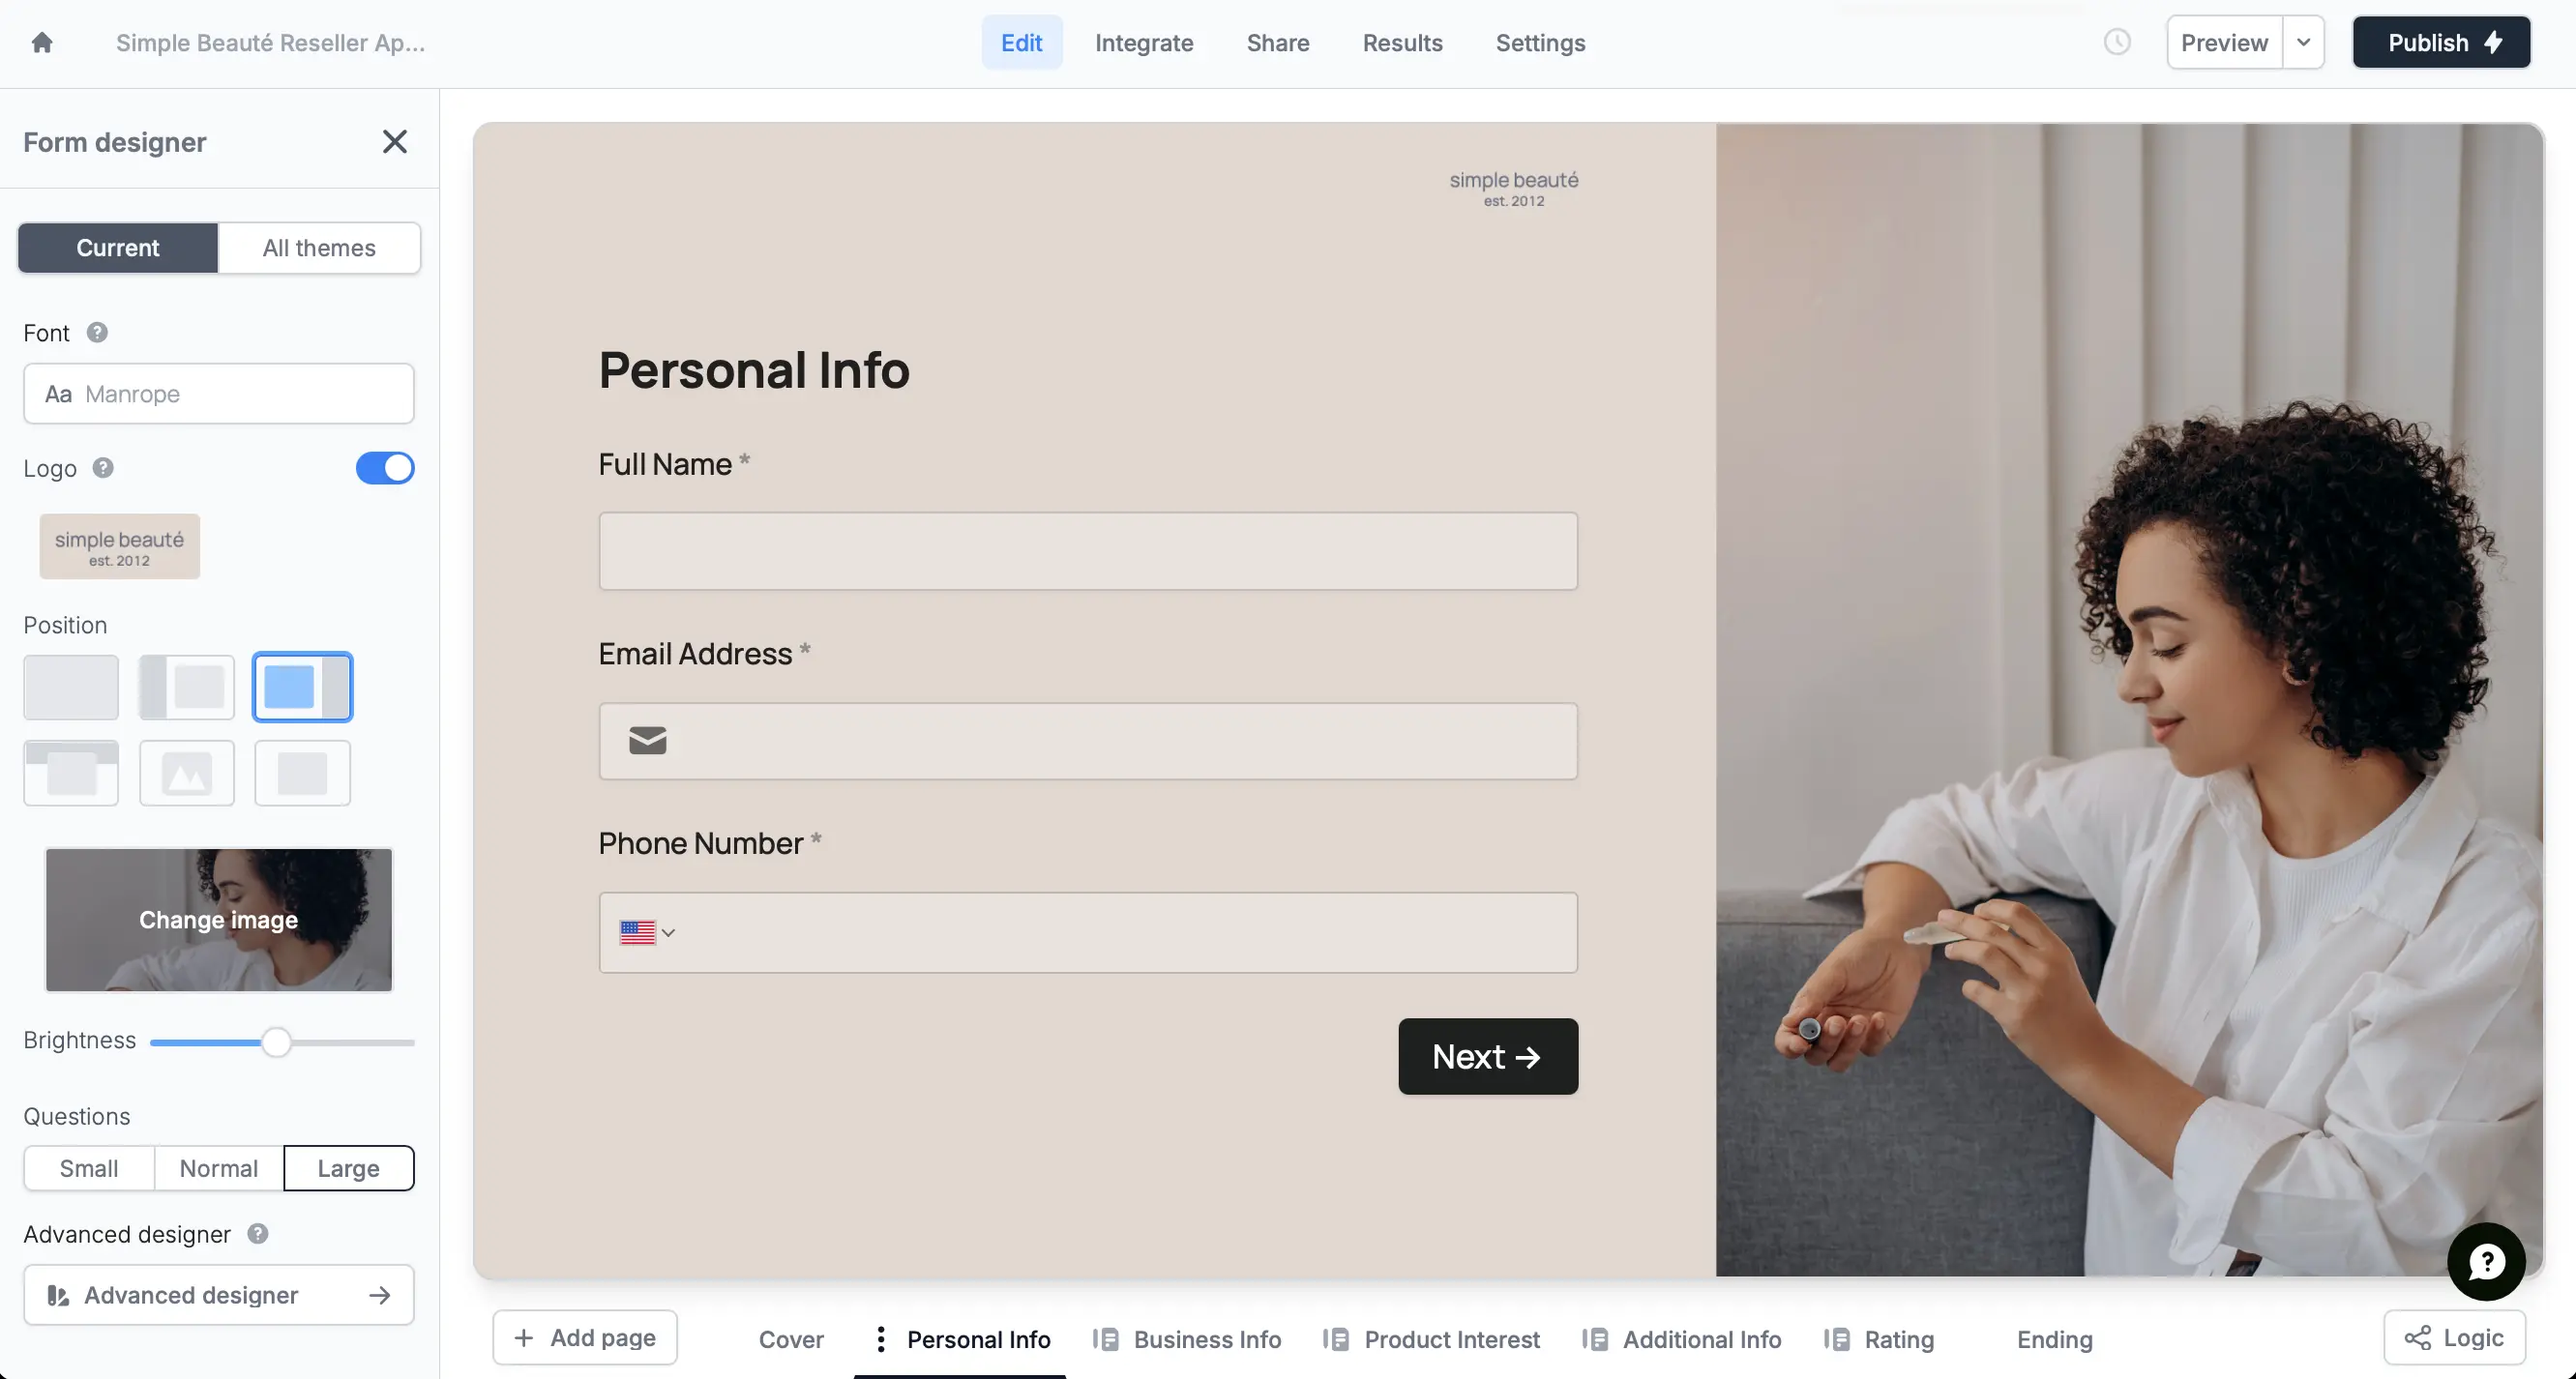 Simple Beauté Reseller Ap...
Edit
Integrate
Share
Results
Settings
Preview
Publish
Form designer
Current
All themes
Font
Aa Manrope
Logo
simple beauté
est. 2012
Position
Change image
Brightness
Questions
Small
Normal
Large
Advanced designer
Advanced designer
simple beauté
est. 2012
Personal Info
Full Name *
Email Address *
Phone Number *
Next →
+ Add page
Cover
Personal Info
Business Info
Product Interest
Additional Info
Rating
Ending
Logic